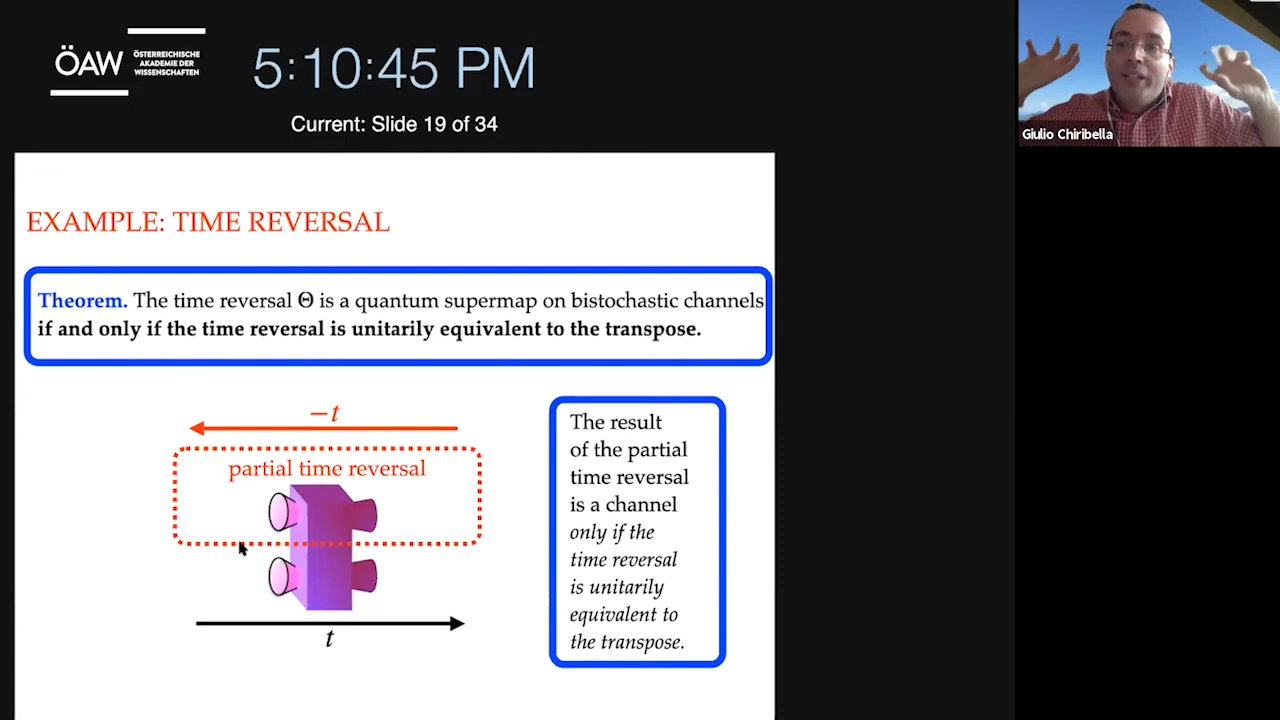 ÖAW
ÖSTERREICHISCHE
AKADEMIE DER
WISSENSCHAFTEN
5:10:45 PM
Current: Slide 19 of 34
Giulio Chiribella
EXAMPLE: TIME REVERSAL
Theorem. The time reversal Θ is a quantum supermap on bistochastic channels
if and only if the time reversal is unitarily equivalent to the transpose.
−t
partial time reversal
t
The result
of the partial
time reversal
is a channel
only if the
time reversal
is unitarily
equivalent to
the transpose.